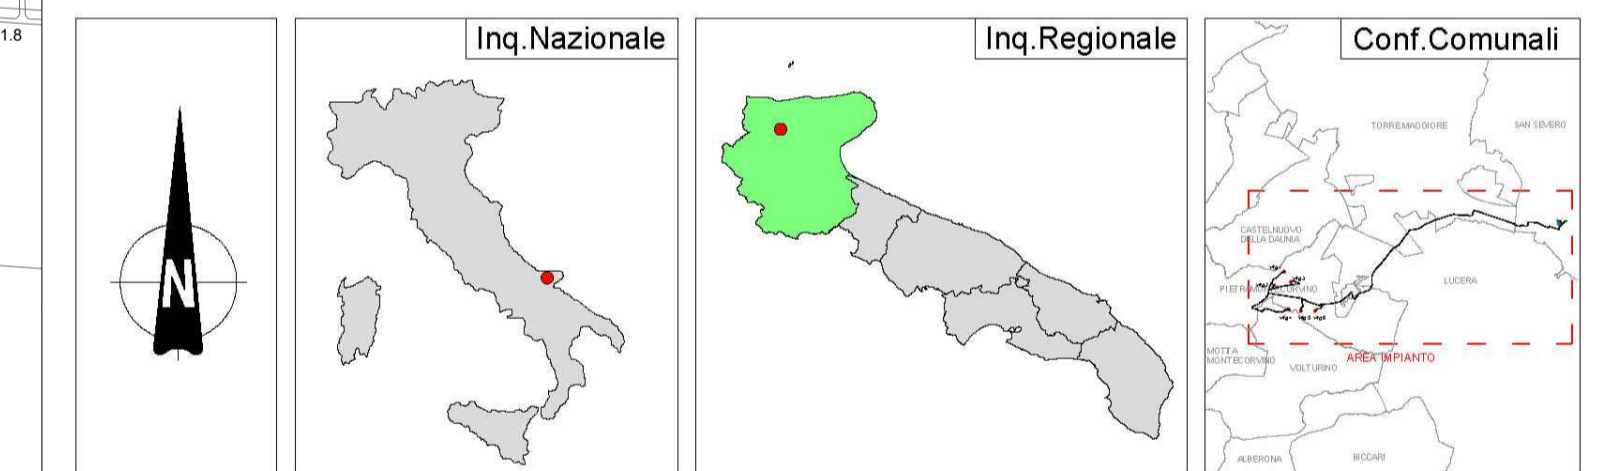 1.8
N
Inq.Nazionale
Inq.Regionale
Conf.Comunali
TORREMAGGIORE
SAN SEVERO
CASTELNUOVO
DELLA DAUNIA
LUCERA
MOTTA
MONTECORVINO
AREA IMPIANTO
VOLTURINO
ALBERONA
BICCARI